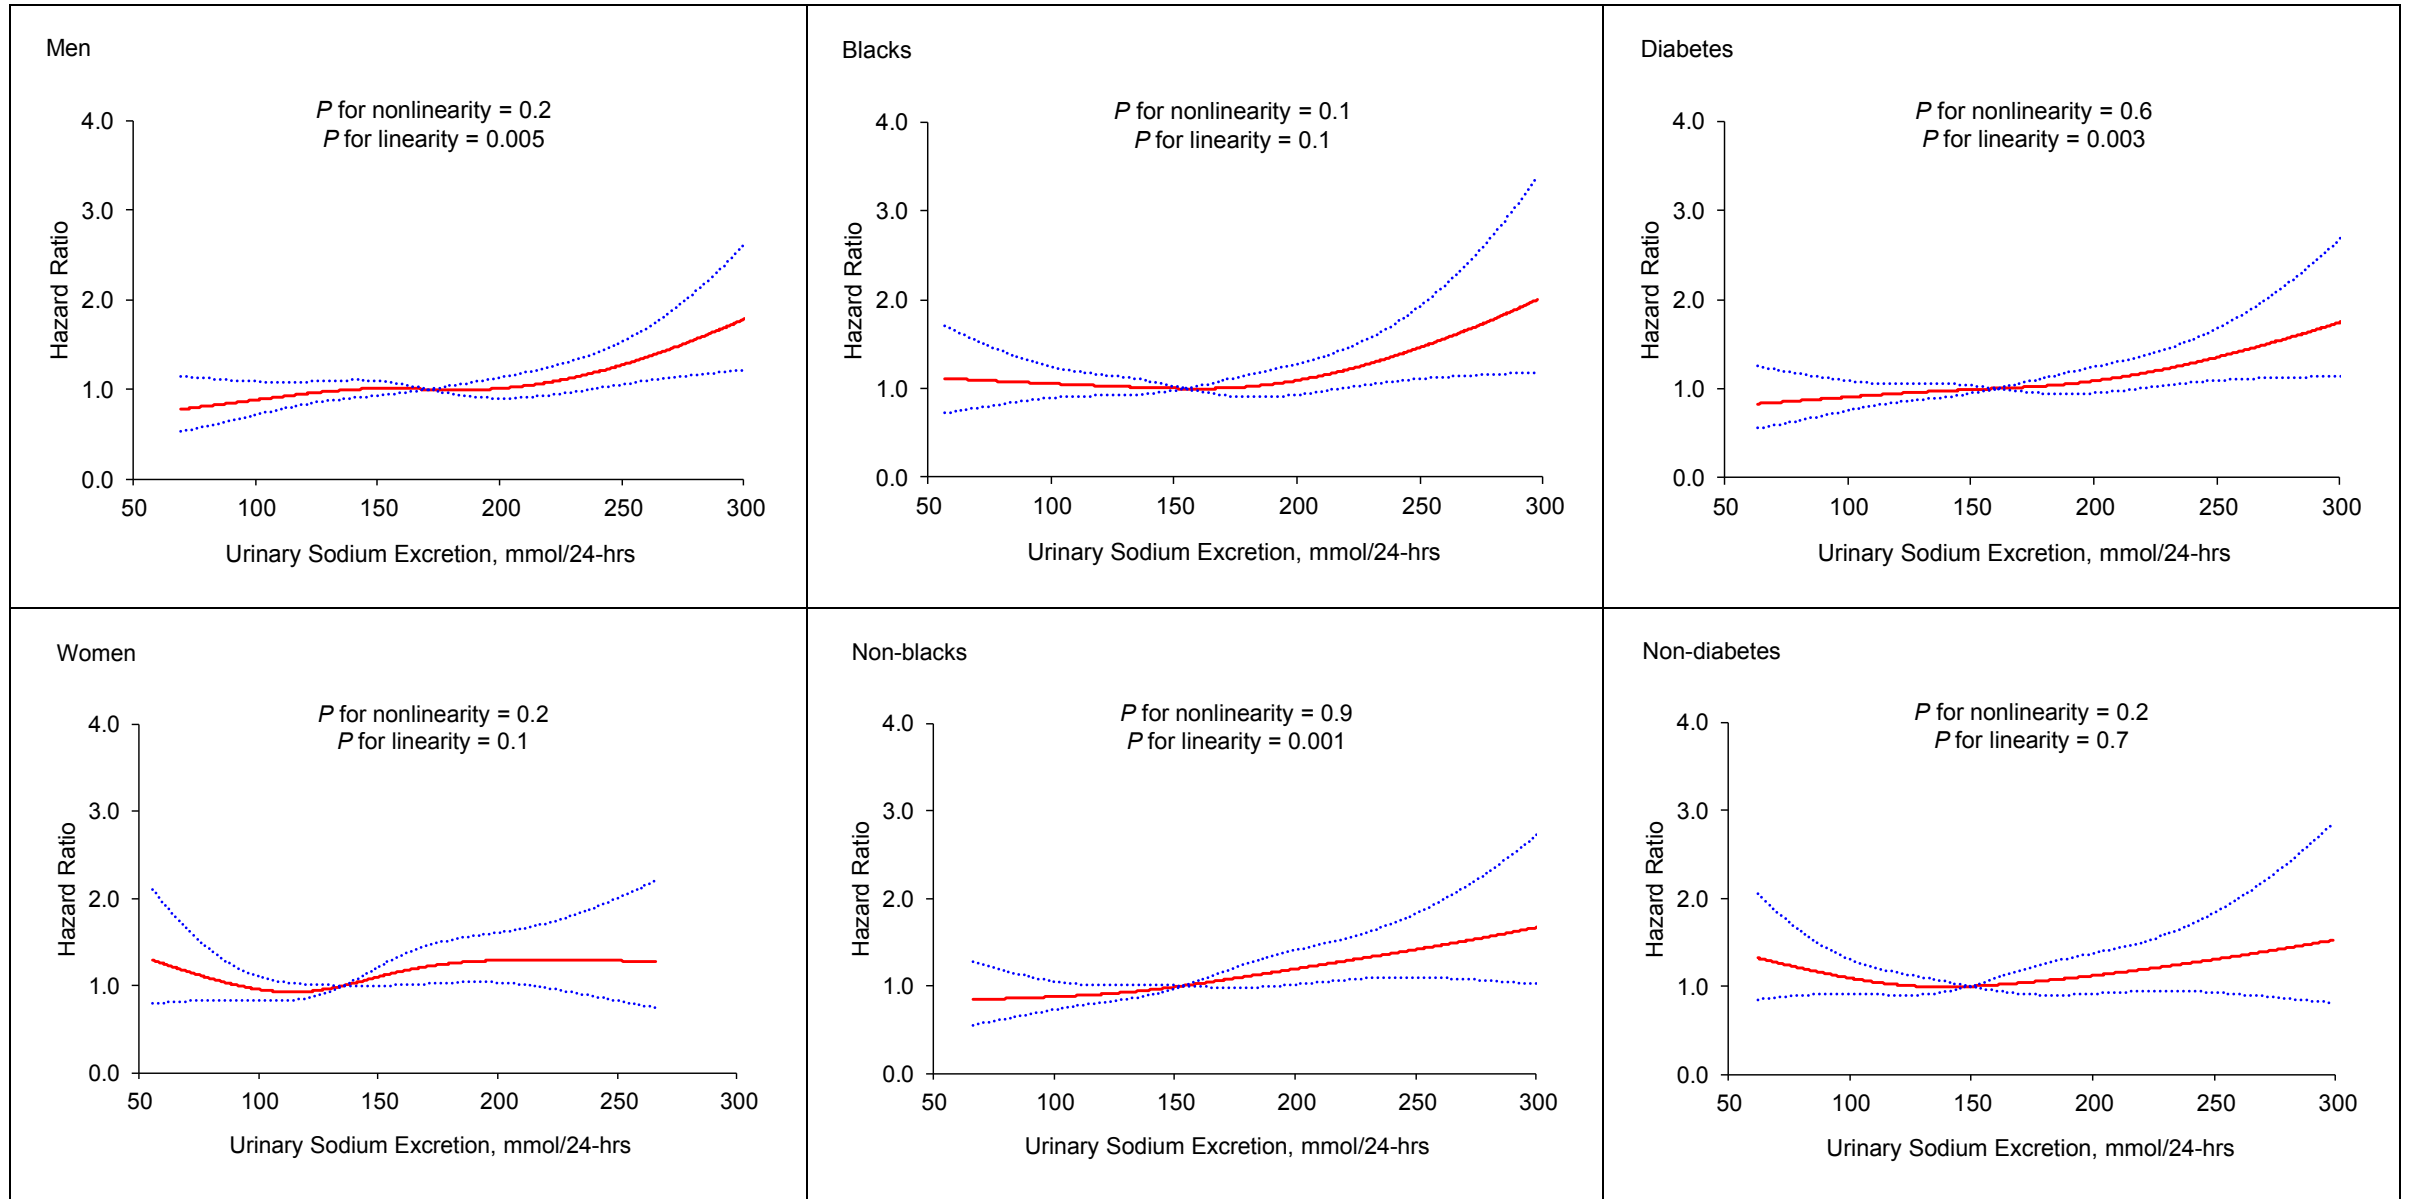 Men
P for nonlinearity = 0.2
P for linearity = 0.005
4.0
3.0
2.0
1.0
0.0
Hazard Ratio
50 100 150 200 250 300
Urinary Sodium Excretion, mmol/24-hrs
Blacks
P for nonlinearity = 0.1
P for linearity = 0.1
4.0
3.0
2.0
1.0
0.0
Hazard Ratio
50 100 150 200 250 300
Urinary Sodium Excretion, mmol/24-hrs
Diabetes
P for nonlinearity = 0.6
P for linearity = 0.003
4.0
3.0
2.0
1.0
0.0
Hazard Ratio
50 100 150 200 250 300
Urinary Sodium Excretion, mmol/24-hrs
Women
P for nonlinearity = 0.2
P for linearity = 0.1
4.0
3.0
2.0
1.0
0.0
Hazard Ratio
50 100 150 200 250 300
Urinary Sodium Excretion, mmol/24-hrs
Non-blacks
P for nonlinearity = 0.9
P for linearity = 0.001
4.0
3.0
2.0
1.0
0.0
Hazard Ratio
50 100 150 200 250 300
Urinary Sodium Excretion, mmol/24-hrs
Non-diabetes
P for nonlinearity = 0.2
P for linearity = 0.7
4.0
3.0
2.0
1.0
0.0
Hazard Ratio
50 100 150 200 250 300
Urinary Sodium Excretion, mmol/24-hrs